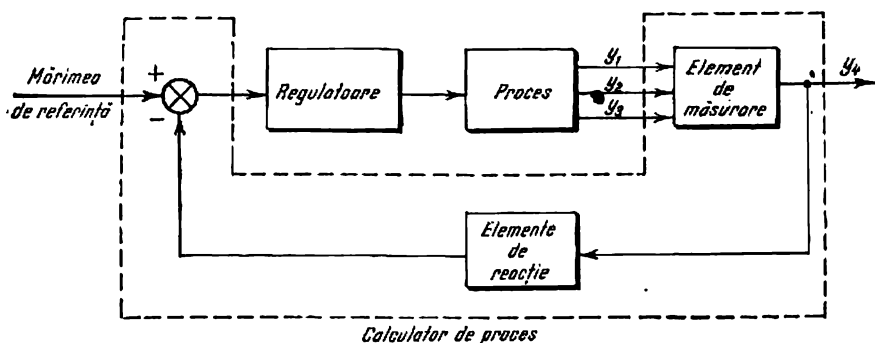 Mărimea
de referință
+
−
Regulatoare
Proces
y1
y2
y3
Element
de
măsurare
y4
Elemente
de
reacție
Calculator de proces